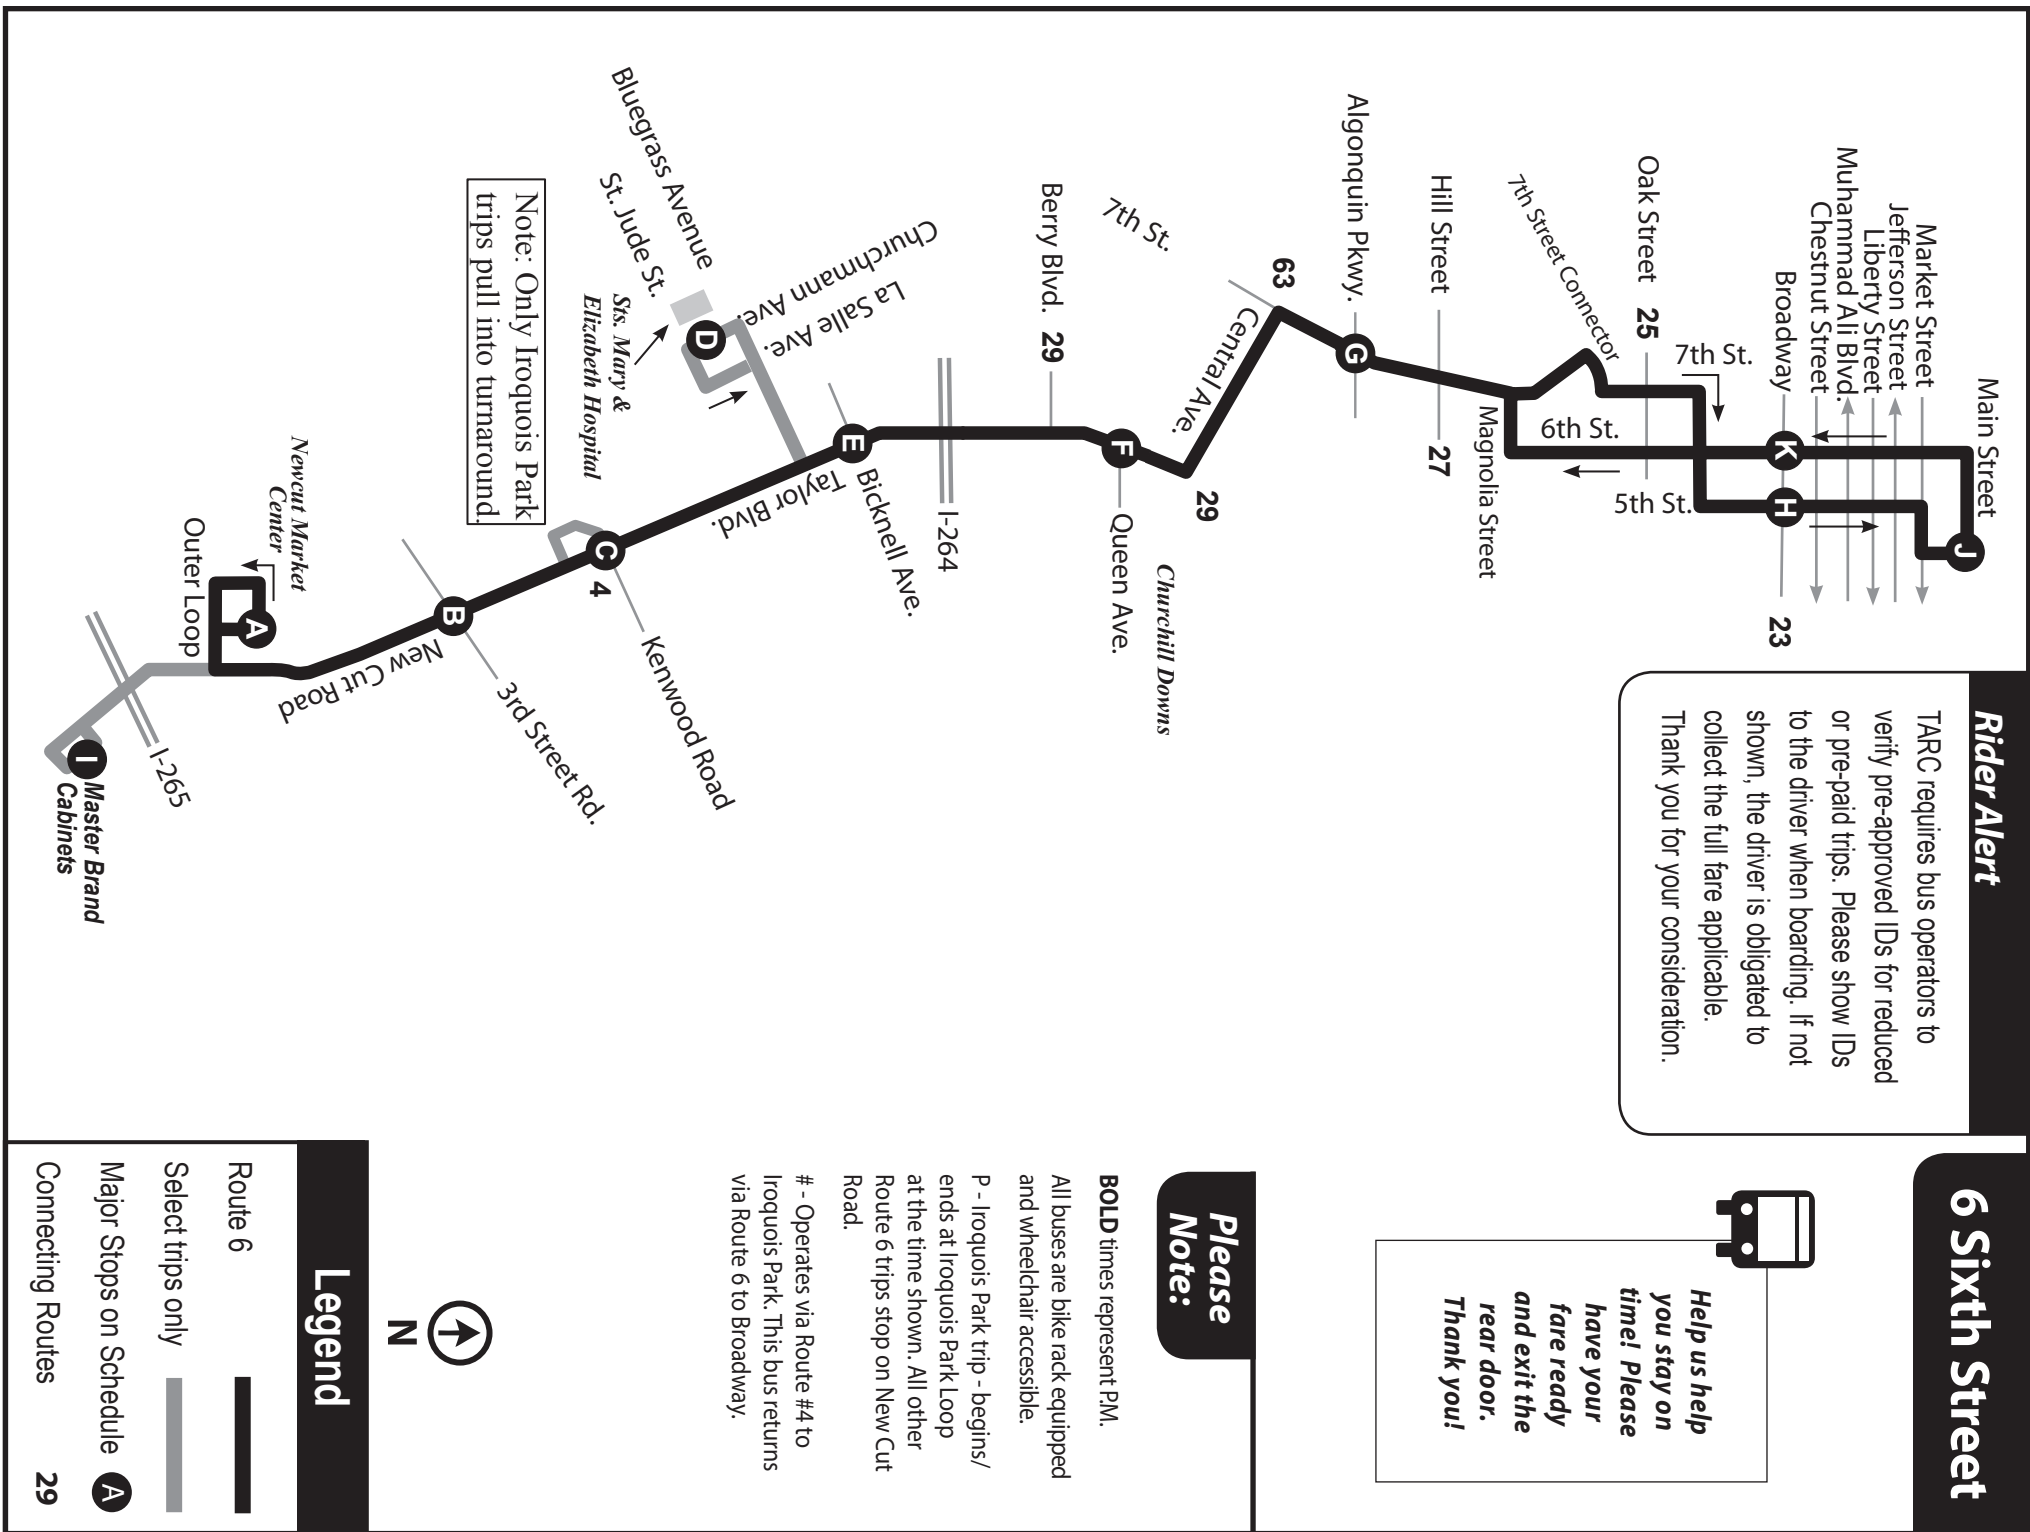 6 Sixth Street
Help us help
you stay on
time! Please
have your
fare ready
and exit the
rear door.
Thank you!
Rider Alert
TARC requires bus operators to
verify pre-approved IDs for reduced
or pre-paid trips. Please show IDs
to the driver when boarding. If not
shown, the driver is obligated to
collect the full fare applicable.
Thank you for your consideration.
Please
Note:
BOLD times represent P.M.
All buses are bike rack equipped
and wheelchair accessible.
P - Iroquois Park trip - begins/
ends at Iroquois Park Loop
at the time shown. All other
Route 6 trips stop on New Cut
Road.
# - Operates via Route #4 to
Iroquois Park. This bus returns
via Route 6 to Broadway.
N
Legend
Route 6
Select trips only
Major Stops on Schedule A
Connecting Routes 29
Main Street
J
Market Street
Jefferson Street
Liberty Street
Muhammad Ali Blvd.
Chestnut Street
Broadway
K
H
23
7th St.
6th St.
5th St.
Oak Street 25
7th Street Connector
Magnolia Street
Hill Street
27
Algonquin Pkwy.
G
63
Central Ave.
7th St.
29
Churchill Downs
F
Queen Ave.
Berry Blvd. 29
I-264
E
Bicknell Ave.
Taylor Blvd.
La Salle Ave.
Churchmann Ave.
D
Bluegrass Avenue
St. Jude St.
Sts. Mary &
Elizabeth Hospital
Note: Only Iroquois Park
trips pull into turnaround.
C
4
Kenwood Road
B
3rd Street Rd.
New Cut Road
Newcut Market
Center
A
Outer Loop
I-265
I
Master Brand
Cabinets